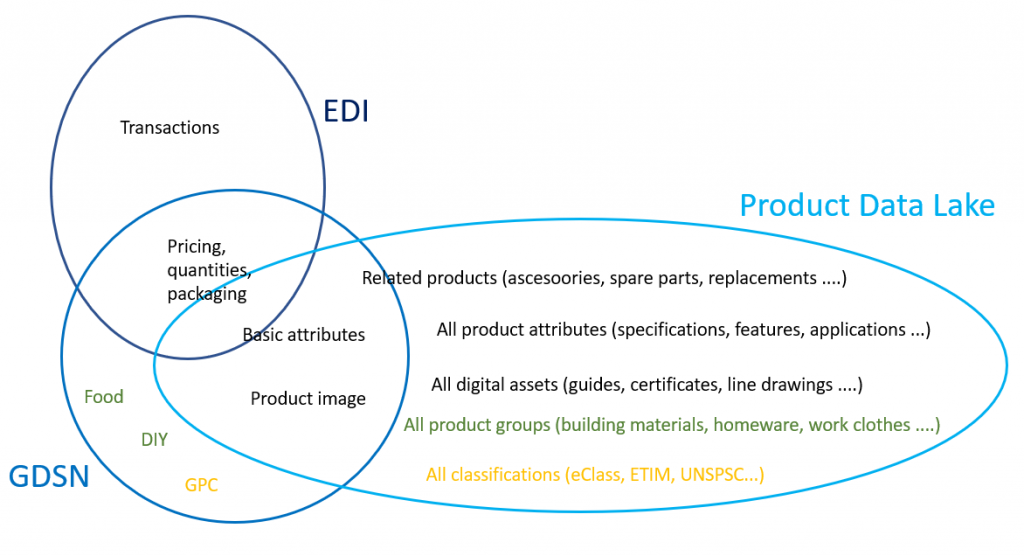 EDI
Transactions
Product Data Lake
Pricing,
quantities,
packaging
Related products (ascesoories, spare parts, replacements ....)
Basic attributes
All product attributes (specifications, features, applications ...)
All digital assets (guides, certificates, line drawings ....)
Food
Product image
All product groups (building materials, homeware, work clothes ....)
DIY
GDSN
GPC
All classifications (eClass, ETIM, UNSPSC...)